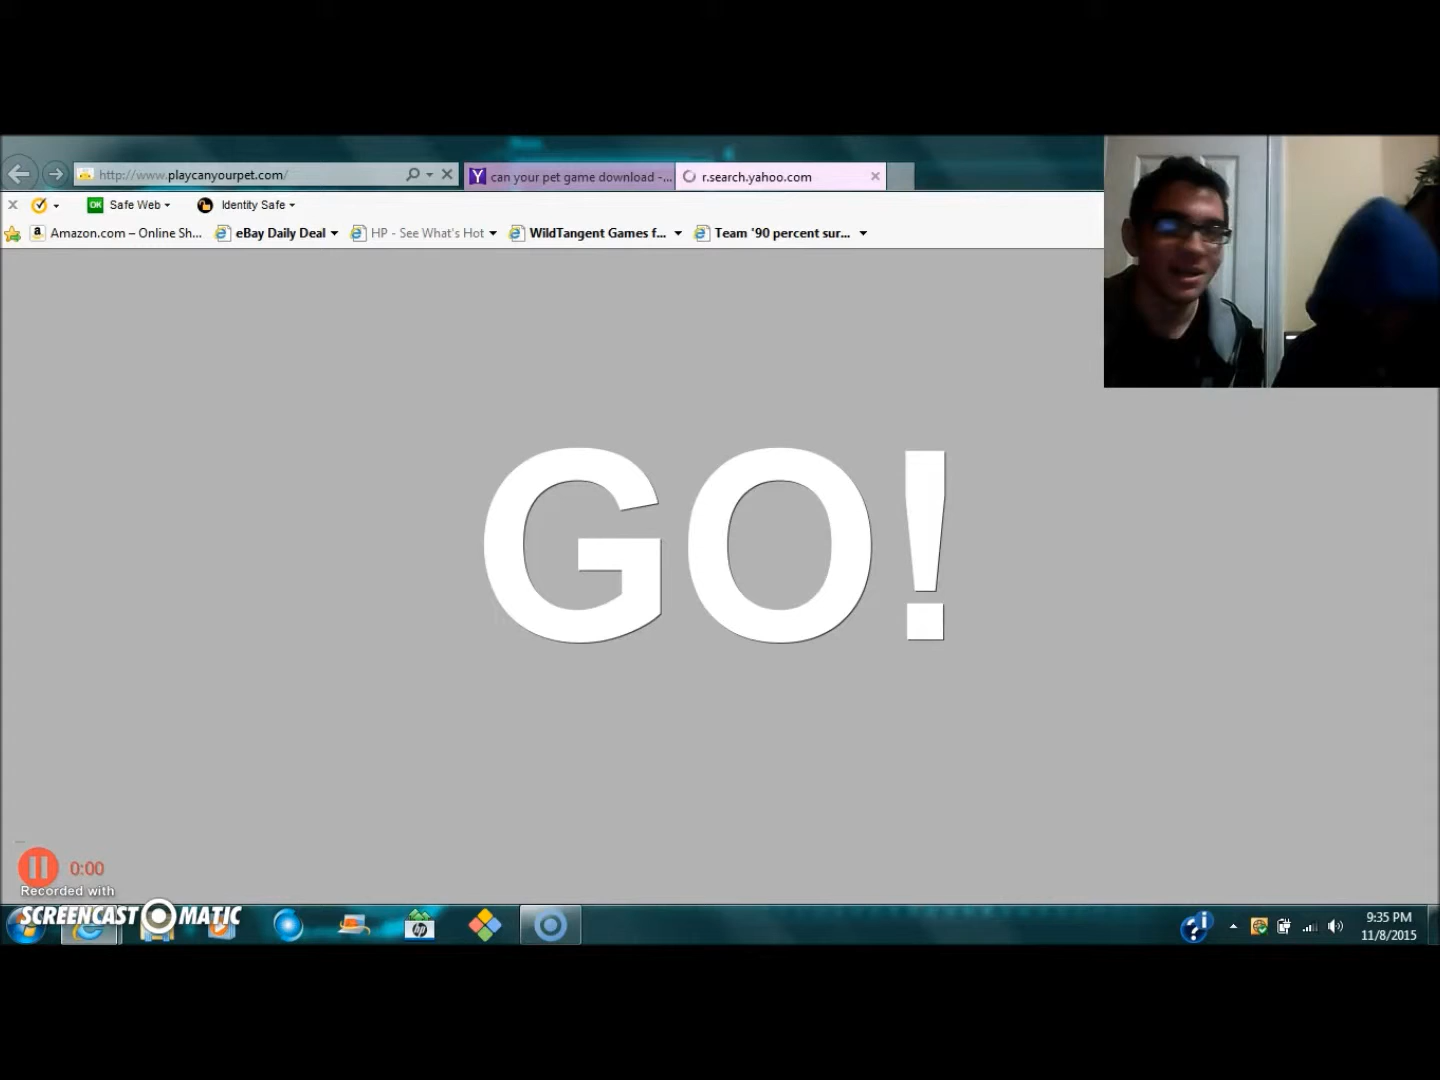 http://www.playcanyourpet.com/
can your pet game download -...
r.search.yahoo.com
Safe Web
Identity Safe
Amazon.com – Online Sh...
eBay Daily Deal
HP - See What's Hot
WildTangent Games f...
Team '90 percent sur...
GO!
0:00
Recorded with
SCREENCAST MATIC
hp
9:35 PM
11/8/2015